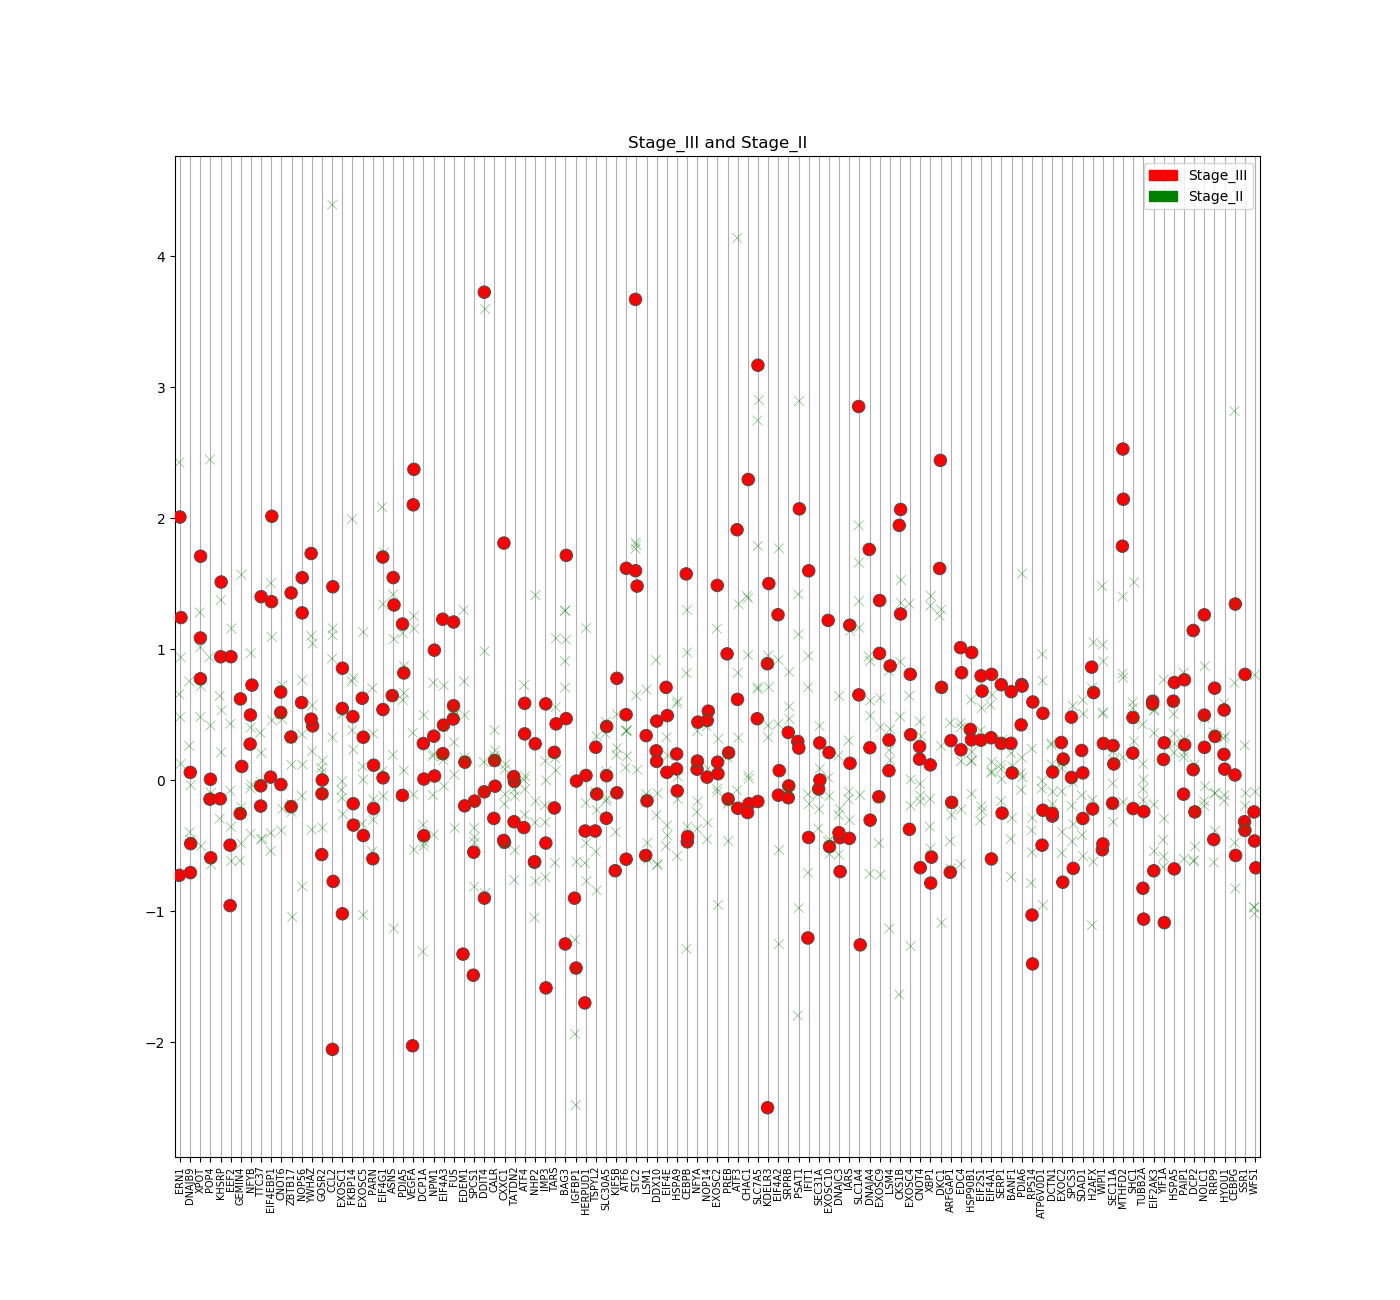 Stage_III and Stage_II
Stage_III
Stage_II
4
3
2
1
0
−1
−2
ERN1
DNAJB9
XPOT
POP4
KHSRP
EEF2
GEMIN4
NFYB
TTC37
EIF4EBP1
CNOT6
ZBTB17
NOP56
YWHAZ
GOSR2
CCL2
EXOSC1
FKBP14
EXOSC5
PARN
EIF4G1
ASNS
PDIA5
VEGFA
DCP1A
NPM1
EIF4A3
FUS
EDEM1
SPCS1
DDIT4
CALR
CXXC1
TATDN2
ATF4
NHP2
IMP3
TARS
BAG3
IGFBP1
HERPUD1
TSPYL2
SLC30A5
KIF5B
ATF6
STC2
LSM1
DDX10
EIF4E
HSPA9
CEBPB
NFYA
NOP14
EXOSC2
PREB
ATF3
CHAC1
SLC7A5
KDELR3
EIF4A2
SRPRB
PSAT1
IFIT1
SEC31A
EXOSC10
DNAJC3
IARS
SLC1A4
DNAJA4
EXOSC9
LSM4
CKS1B
EXOSC4
CNOT4
XBP1
DKC1
ARFGAP1
EDC4
HSP90B1
EIF2S1
EIF4A1
SERP1
BANF1
PDIA6
RPS14
ATP6V0D1
DCTN1
EXOC2
SPCS3
SDAD1
H2AFX
WIPI1
SEC11A
MTHFD2
SHC1
TUBB2A
EIF2AK3
YIF1A
HSPA5
PAIP1
DCP2
NOLC1
RRP9
HYOU1
CEBPG
SSR1
WFS1